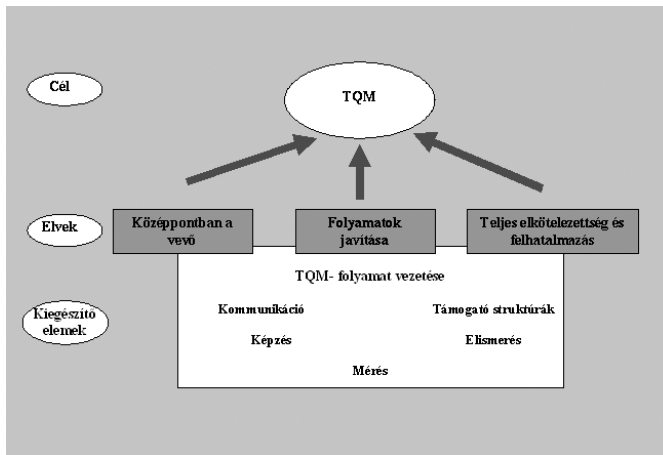 Cél
TQM
Elvek
Középpontban a
vevő
Folyamatok
javítása
Teljes elkötelezettség és
felhatalmazás
TQM- folyamat vezetése
Kiegészítő
elemek
Kommunikáció
Támogató struktúrák
Képzés
Elismerés
Mérés